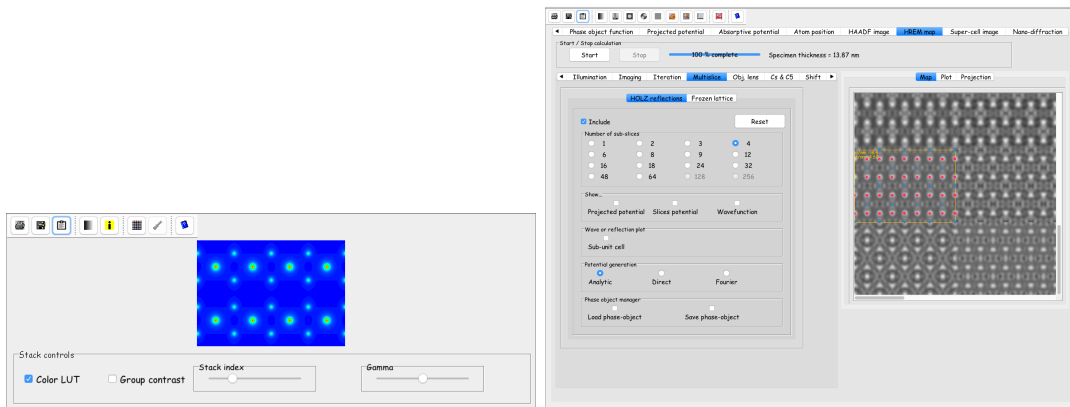 Stack controls
Color LUT
Group contrast
Stack index
Gamma
Phase object function Projected potential Absorptive potential Atom position HAADF image HREM map Super-cell image Nano-diffraction
Start / Stop calculation
Start Stop 100 % complete Specimen thickness = 13.87 nm
Illumination Imaging Iteration Multislice Obj. lens Cs & C5 Shift
Map Plot Projection
HOLZ reflections Frozen lattice
Include Reset
Number of sub-slices
1 2 3 4
6 8 9 12
16 18 24 32
48 64 128 256
Show...
Projected potential Slices potential Wavefunction
Wave or reflection plot
Sub-unit cell
Potential generation
Analytic Direct Fourier
Phase object manager
Load phase-object Save phase-object